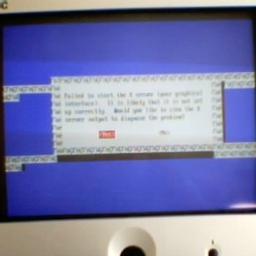 Failed to start the X server (your graphical
interface). It is likely that it is not set
up correctly. Would you like to view the X
server output to diagnose the problem?
<Yes> <No>